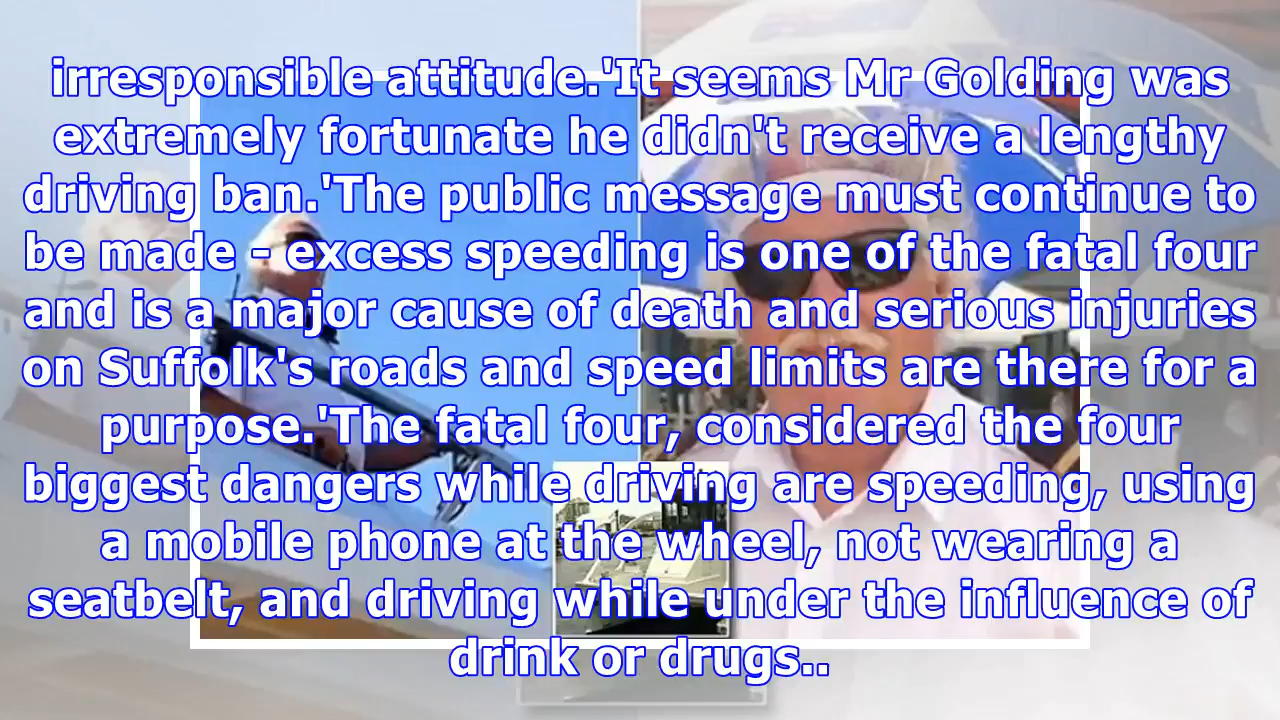 irresponsible attitude.'It seems Mr Golding was
extremely fortunate he didn't receive a lengthy
driving ban.'The public message must continue to
be made - excess speeding is one of the fatal four
and is a major cause of death and serious injuries
on Suffolk's roads and speed limits are there for a
purpose.'The fatal four, considered the four
biggest dangers while driving are speeding, using
a mobile phone at the wheel, not wearing a
seatbelt, and driving while under the influence of
drink or drugs..